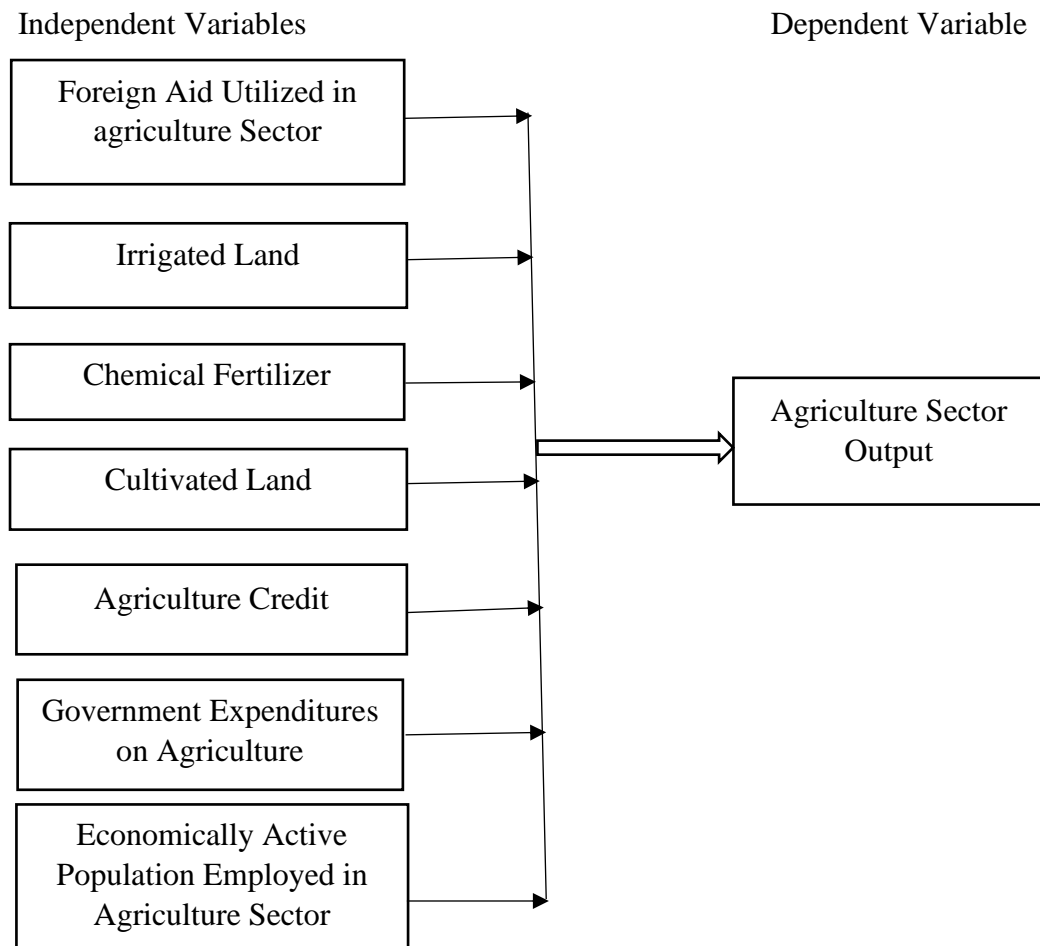 Independent Variables
Dependent Variable
Foreign Aid Utilized in
agriculture Sector
Irrigated Land
Chemical Fertilizer
Cultivated Land
Agriculture Credit
Government Expenditures
on Agriculture
Economically Active
Population Employed in
Agriculture Sector
Agriculture Sector
Output